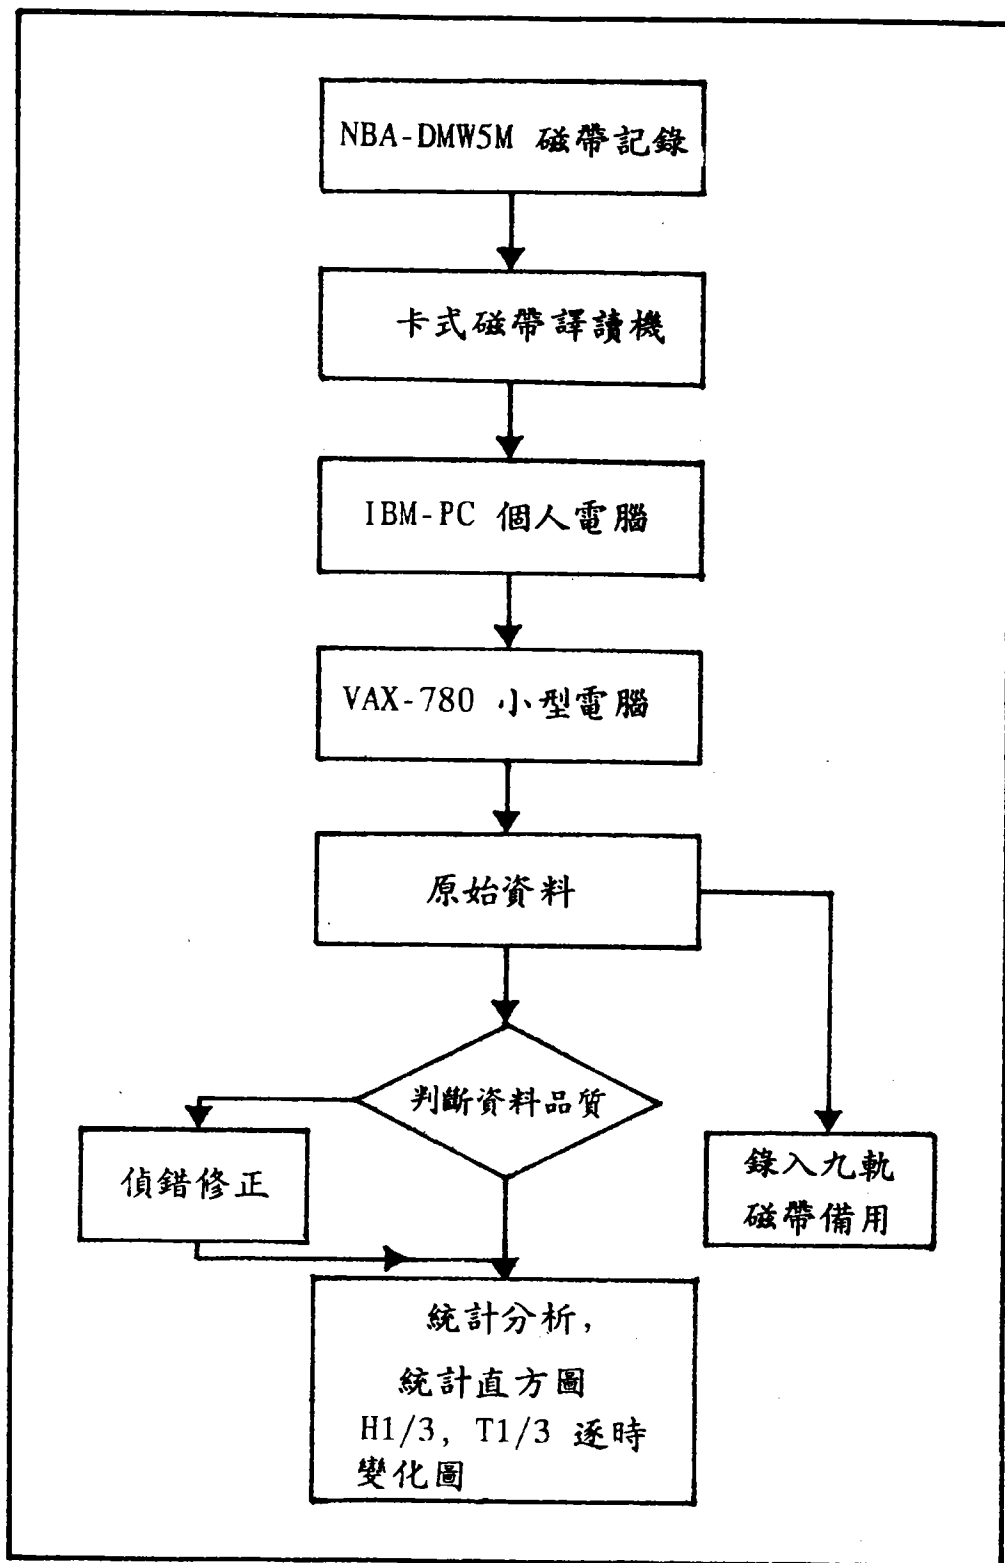 NBA-DMW5M 磁帶記錄
卡式磁帶譯讀機
IBM-PC 個人電腦
VAX-780 小型電腦
原始資料
判斷資料品質
偵錯修正
錄入九軌
磁帶備用
統計分析,
統計直方圖
H1/3, T1/3 逐時
變化圖